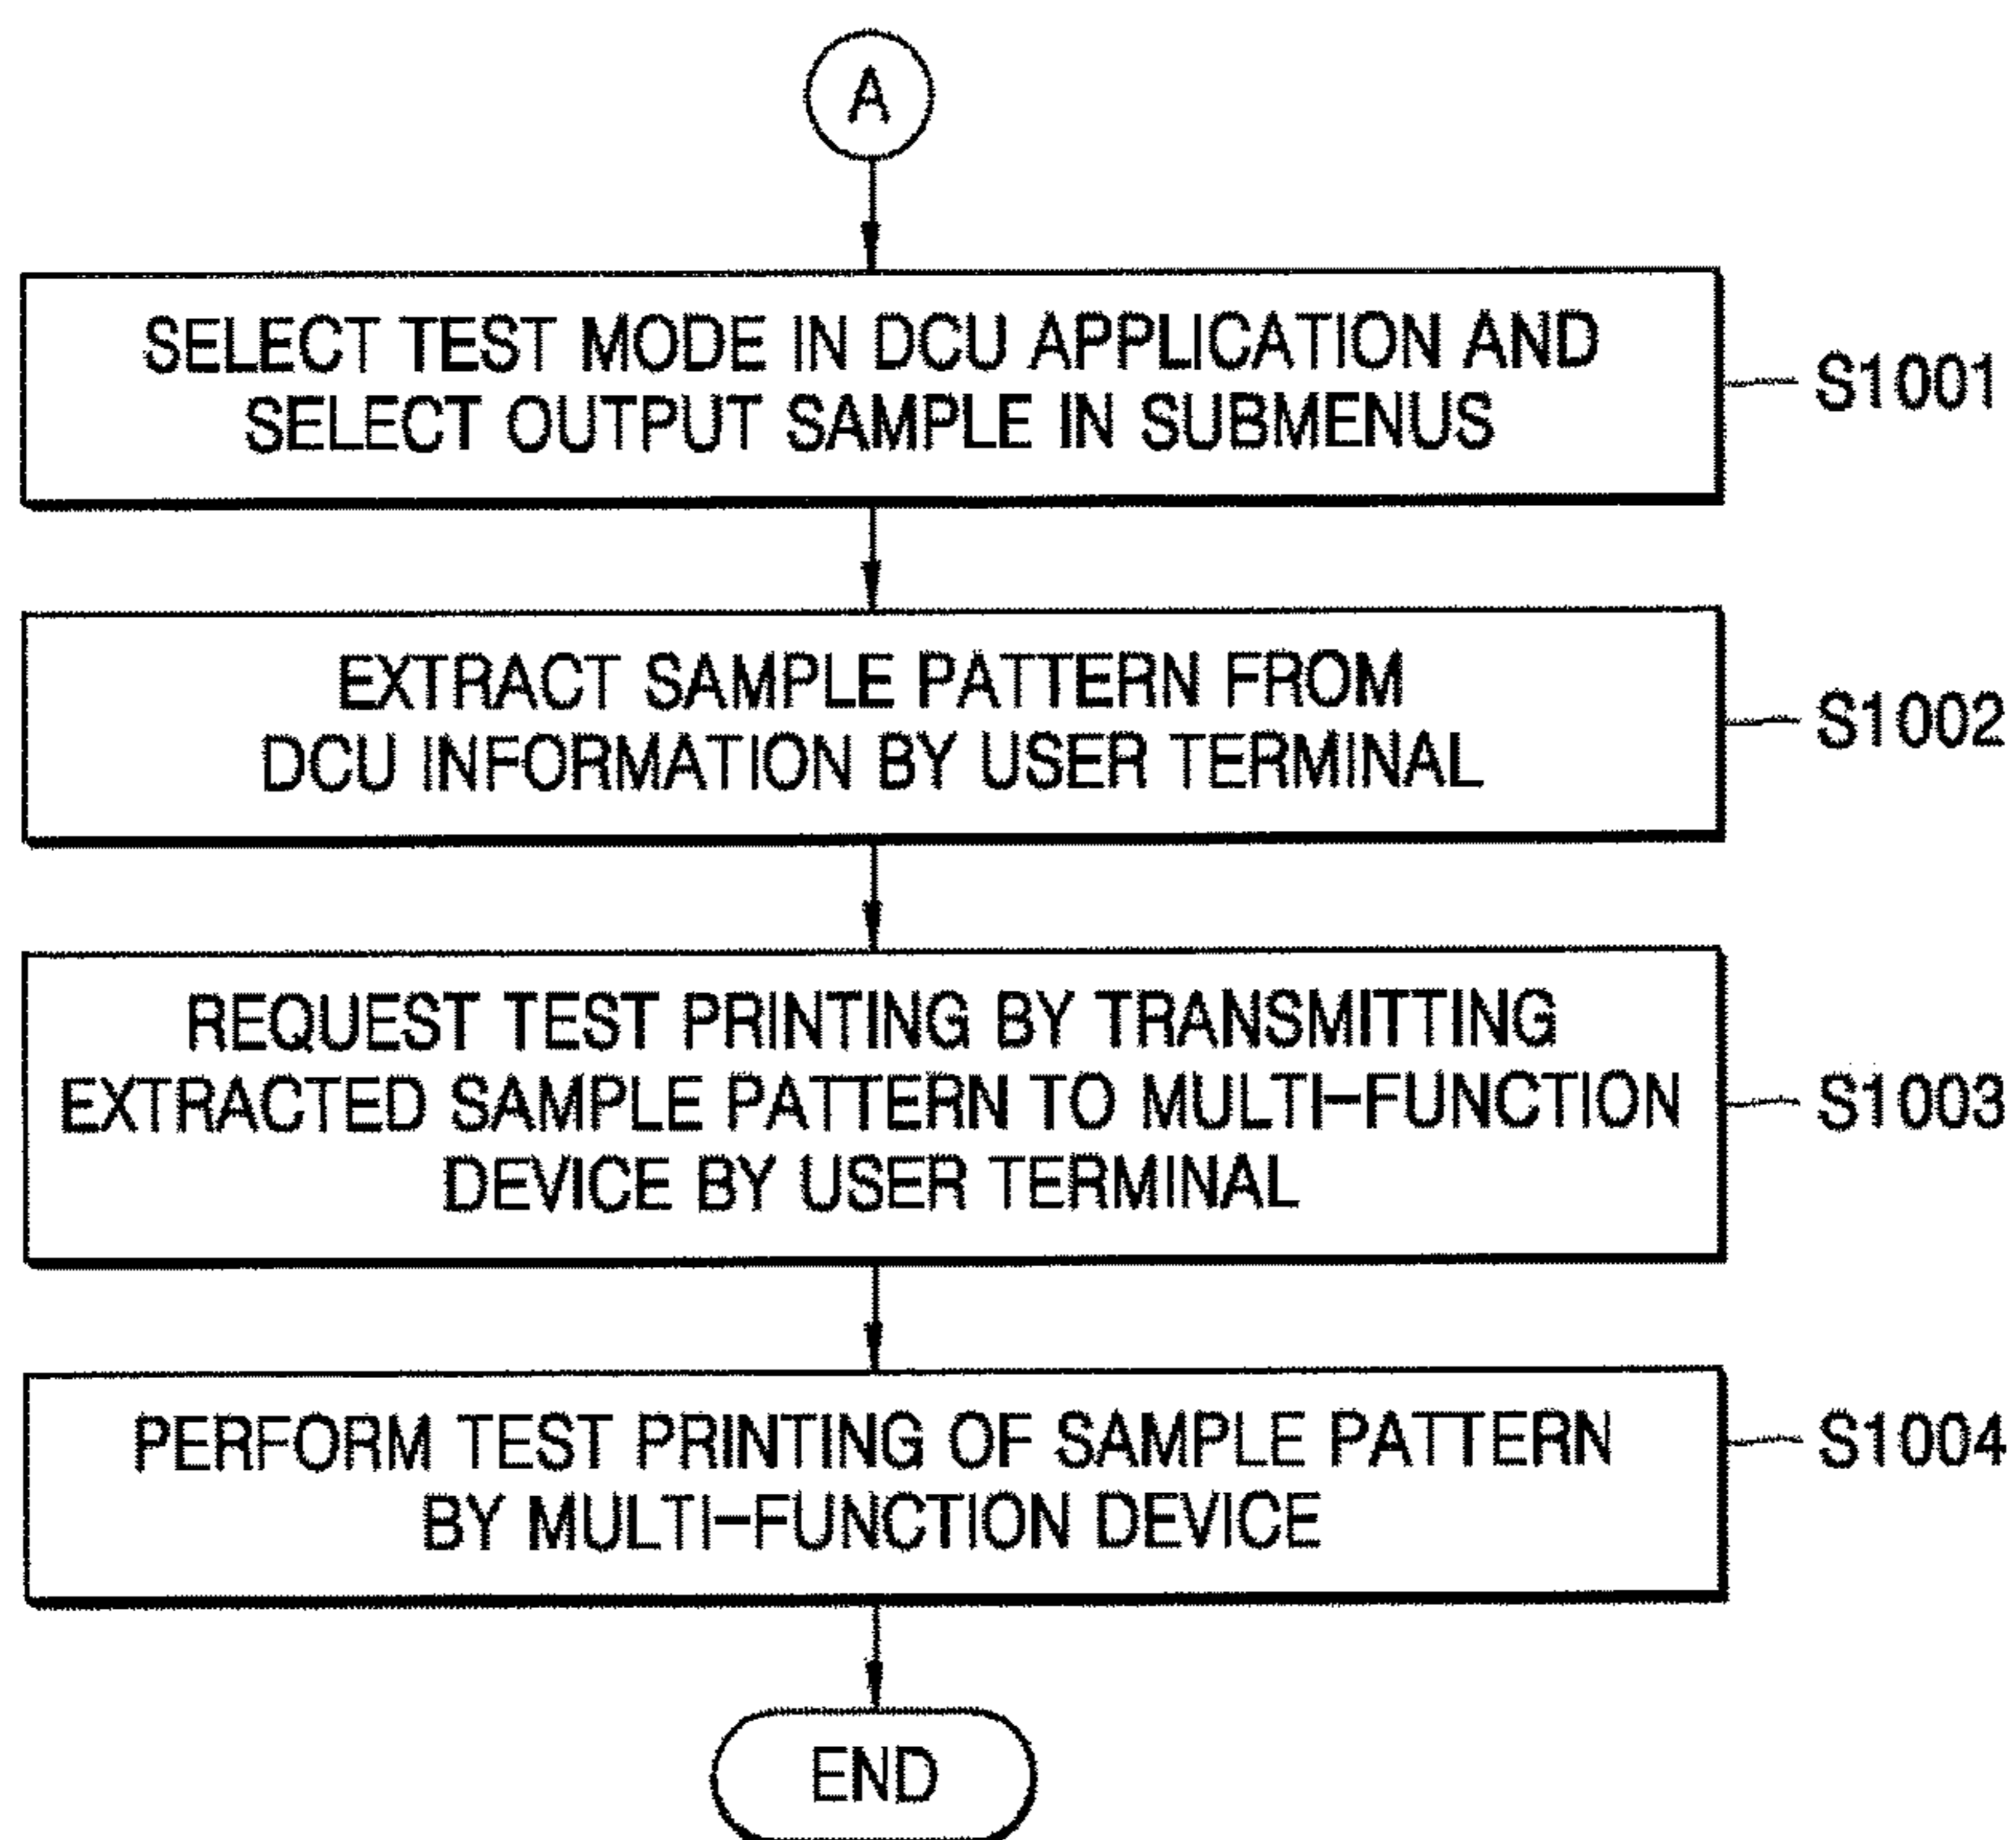 A
SELECT TEST MODE IN DCU APPLICATION AND
SELECT OUTPUT SAMPLE IN SUBMENUS
S1001
EXTRACT SAMPLE PATTERN FROM
DCU INFORMATION BY USER TERMINAL
S1002
REQUEST TEST PRINTING BY TRANSMITTING
EXTRACTED SAMPLE PATTERN TO MULTI-FUNCTION
DEVICE BY USER TERMINAL
S1003
PERFORM TEST PRINTING OF SAMPLE PATTERN
BY MULTI-FUNCTION DEVICE
S1004
END